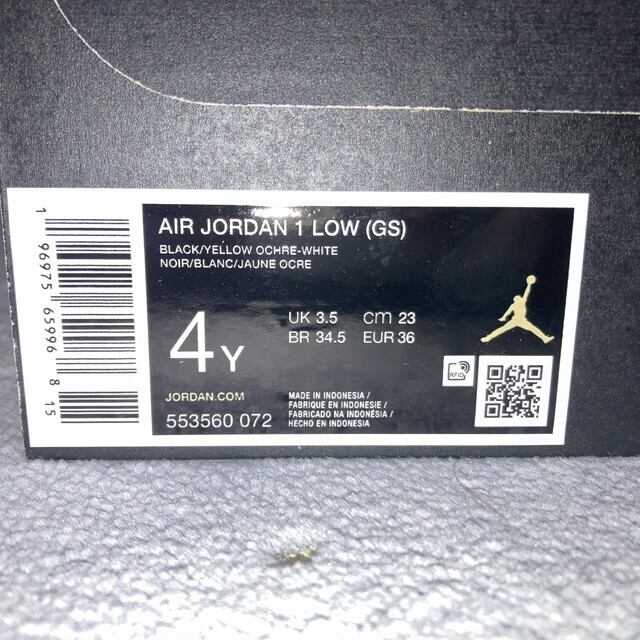 AIR JORDAN 1 LOW (GS)
BLACK/YELLOW OCHRE-WHITE
NOIR/BLANC/JAUNE OCRE
4Y
UK 3.5 cm 23
BR 34.5 EUR 36
RFID
JORDAN.COM
553560 072
MADE IN INDONESIA /
FABRIQUE EN INDONESIE /
FABRICADO NA INDONÉSIA /
HECHO EN INDONESIA
1 96975 65996 8 15